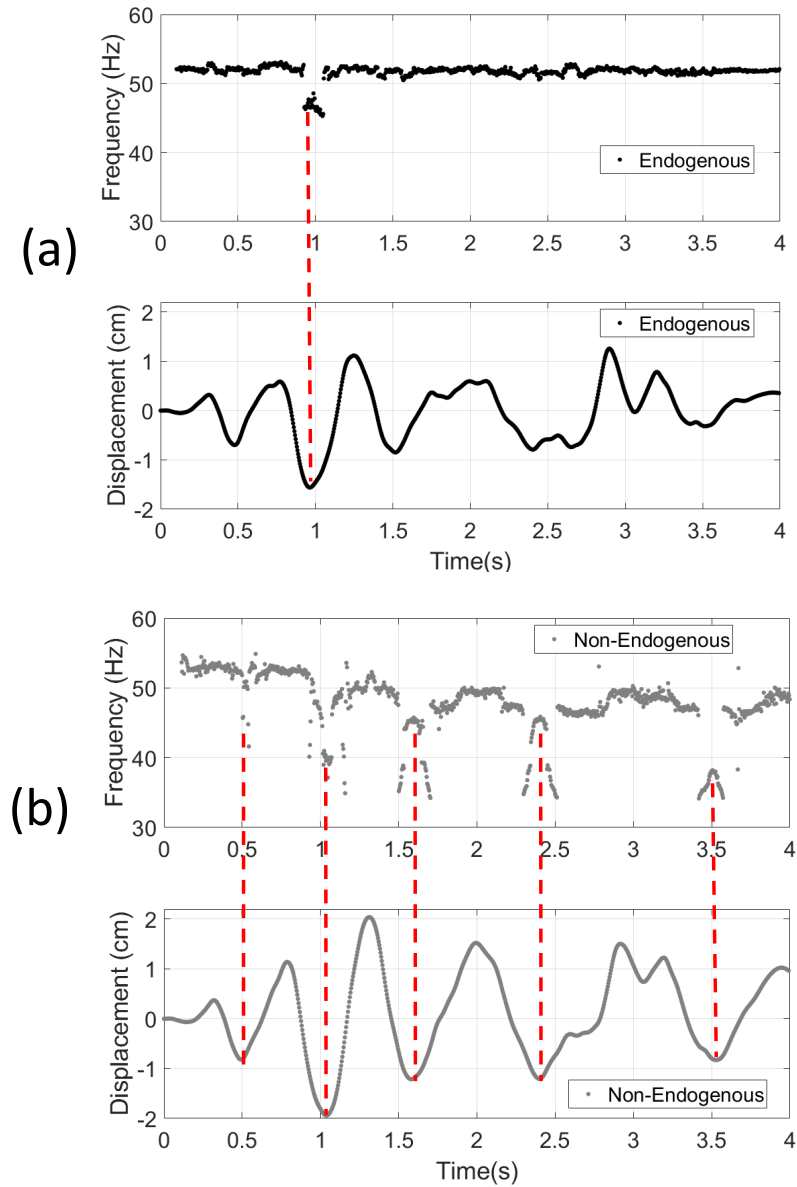 60
50
40
30
Frequency (Hz)
Endogenous
0 0.5 1 1.5 2 2.5 3 3.5 4
(a)
2
1
0
-1
-2
Displacement (cm)
Endogenous
0 0.5 1 1.5 2 2.5 3 3.5 4
Time(s)
60
50
40
30
Frequency (Hz)
Non-Endogenous
0 0.5 1 1.5 2 2.5 3 3.5 4
(b)
2
1
0
-1
-2
Displacement (cm)
Non-Endogenous
0 0.5 1 1.5 2 2.5 3 3.5 4
Time(s)